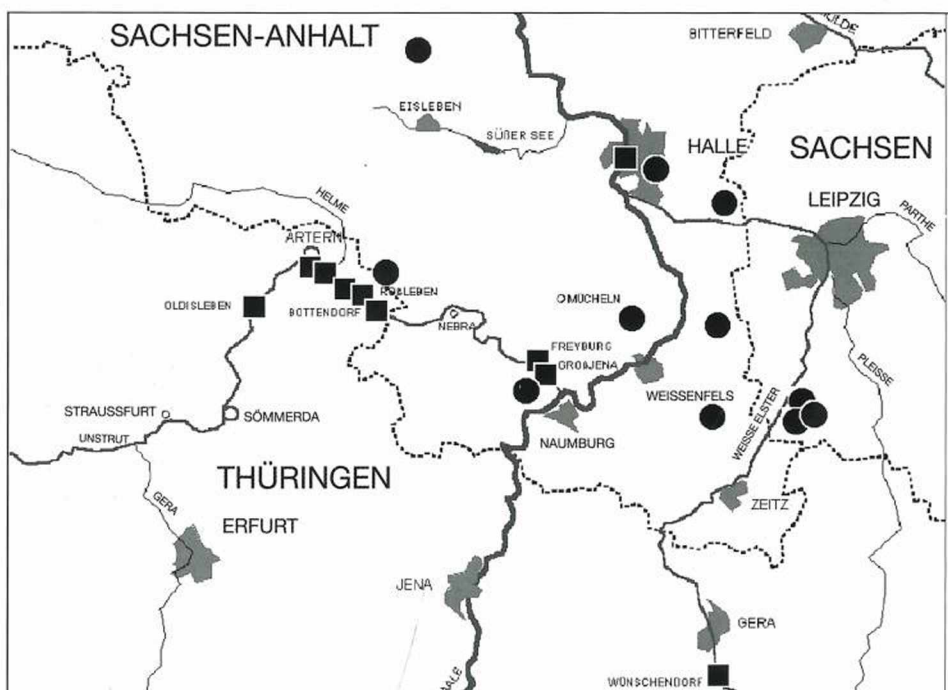 SACHSEN-ANHALT
BITTERFELD
EISLEBEN
SÜßER SEE
HALLE
SACHSEN
LEIPZIG
PARTHE
HELME
ARTERN
OLDISLEBEN
ROßLEBEN
BOTTENDORF
NEBRA
MÜCHELN
FREYBURG
GROßJENA
PLEISSE
WEISSENFELS
STRAUSSFURT
SÖMMERDA
UNSTRUT
NAUMBURG
WEISSE ELSTER
THÜRINGEN
ZEITZ
GERA
ERFURT
JENA
GERA
WÜNSCHENDORF